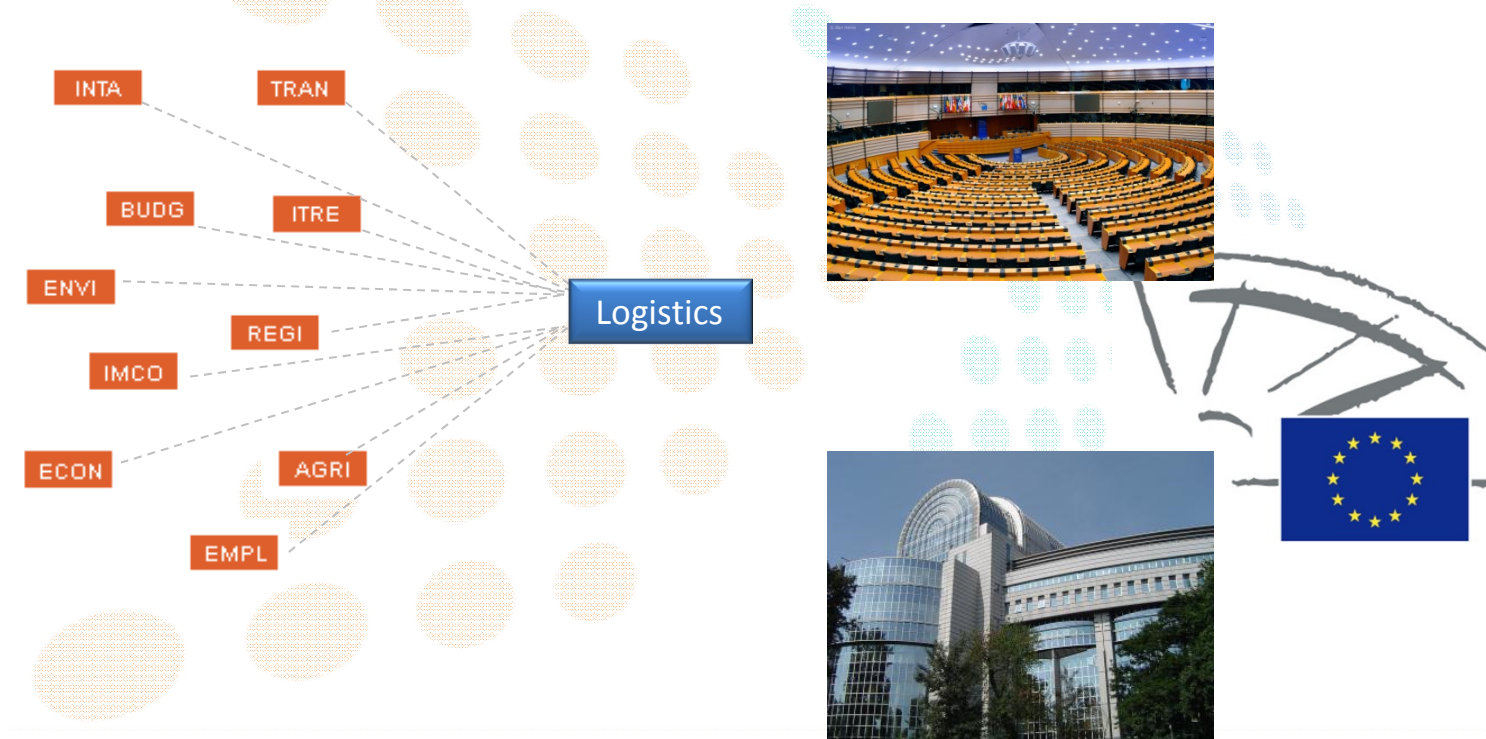 INTA
TRAN
BUDG
ITRE
ENVI
Logistics
REGI
IMCO
ECON
AGRI
EMPL